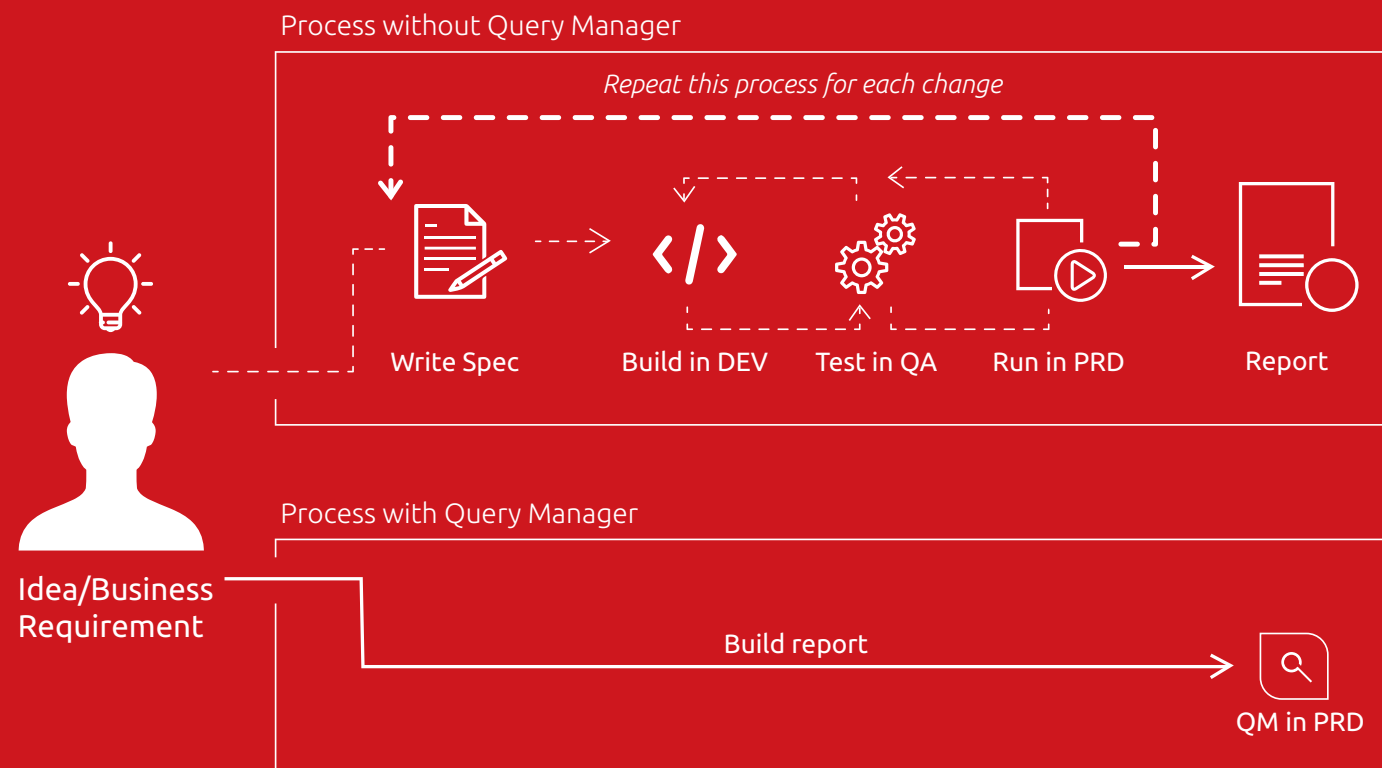 Process without Query Manager
Repeat this process for each change
Write Spec
Build in DEV
Test in QA
Run in PRD
Report
Process with Query Manager
Idea/Business
Requirement
Build report
QM in PRD